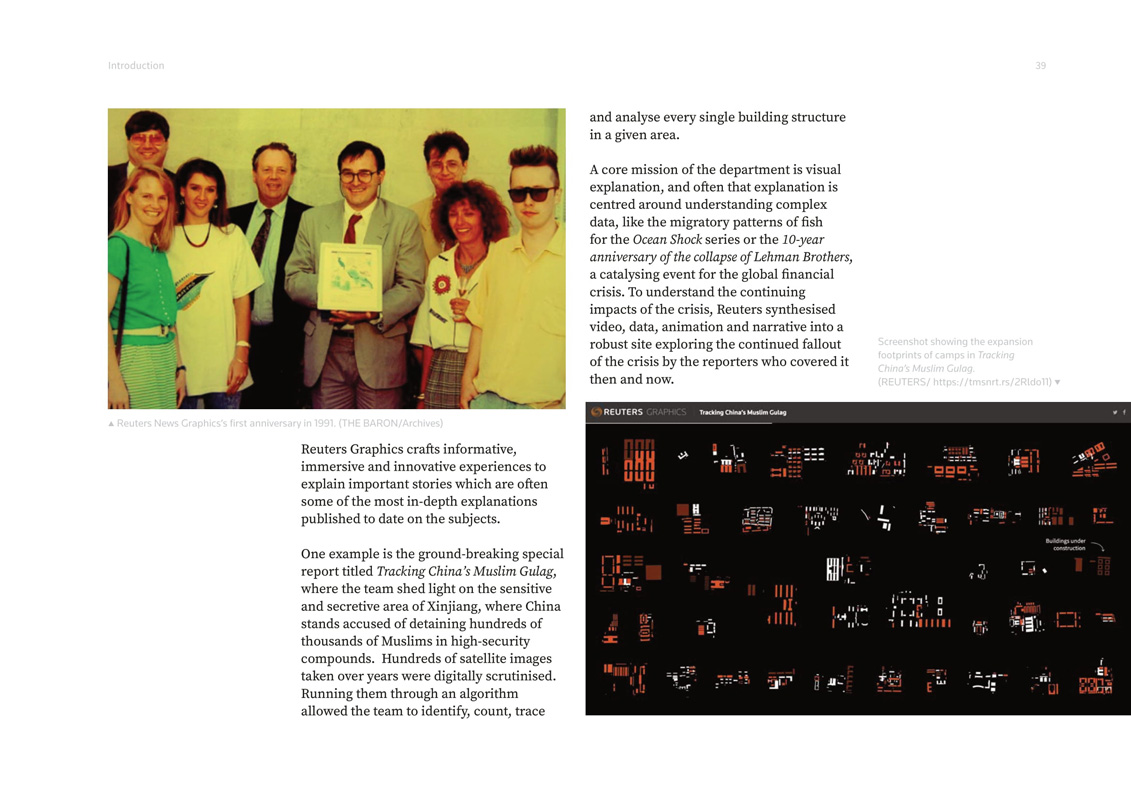 Introduction
39
▲ Reuters News Graphics's first anniversary in 1991. (THE BARON/Archives)
Reuters Graphics crafts informative,
immersive and innovative experiences to
explain important stories which are often
some of the most in-depth explanations
published to date on the subjects.
One example is the ground-breaking special
report titled Tracking China’s Muslim Gulag,
where the team shed light on the sensitive
and secretive area of Xinjiang, where China
stands accused of detaining hundreds of
thousands of Muslims in high-security
compounds.  Hundreds of satellite images
taken over years were digitally scrutinised.
Running them through an algorithm
allowed the team to identify, count, trace
and analyse every single building structure
in a given area.
A core mission of the department is visual
explanation, and often that explanation is
centred around understanding complex
data, like the migratory patterns of fish
for the Ocean Shock series or the 10-year
anniversary of the collapse of Lehman Brothers,
a catalysing event for the global financial
crisis. To understand the continuing
impacts of the crisis, Reuters synthesised
video, data, animation and narrative into a
robust site exploring the continued fallout
of the crisis by the reporters who covered it
then and now.
Screenshot showing the expansion
footprints of camps in Tracking
China's Muslim Gulag.
(REUTERS/ https://tmsnrt.rs/2Rtdo11) ▼
REUTERS GRAPHICS Tracking China's Muslim Gulag
Buildings under
construction